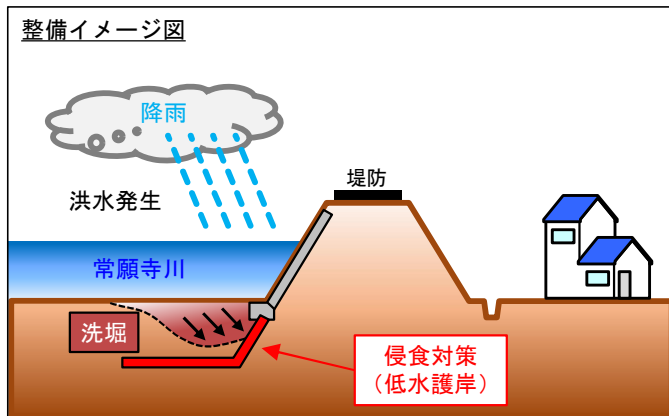 整備イメージ図
降雨
洪水発生
堤防
常願寺川
洗堀
侵食対策
（低水護岸）